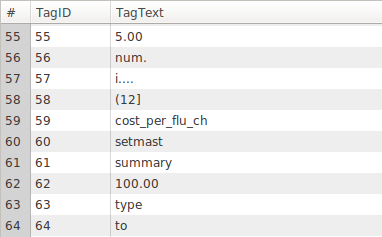 # TagID TagText
55 55 5.00
56 56 num.
57 57 i....
58 58 (12]
59 59 cost_per_flu_ch
60 60 setmast
61 61 summary
62 62 100.00
63 63 type
64 64 to